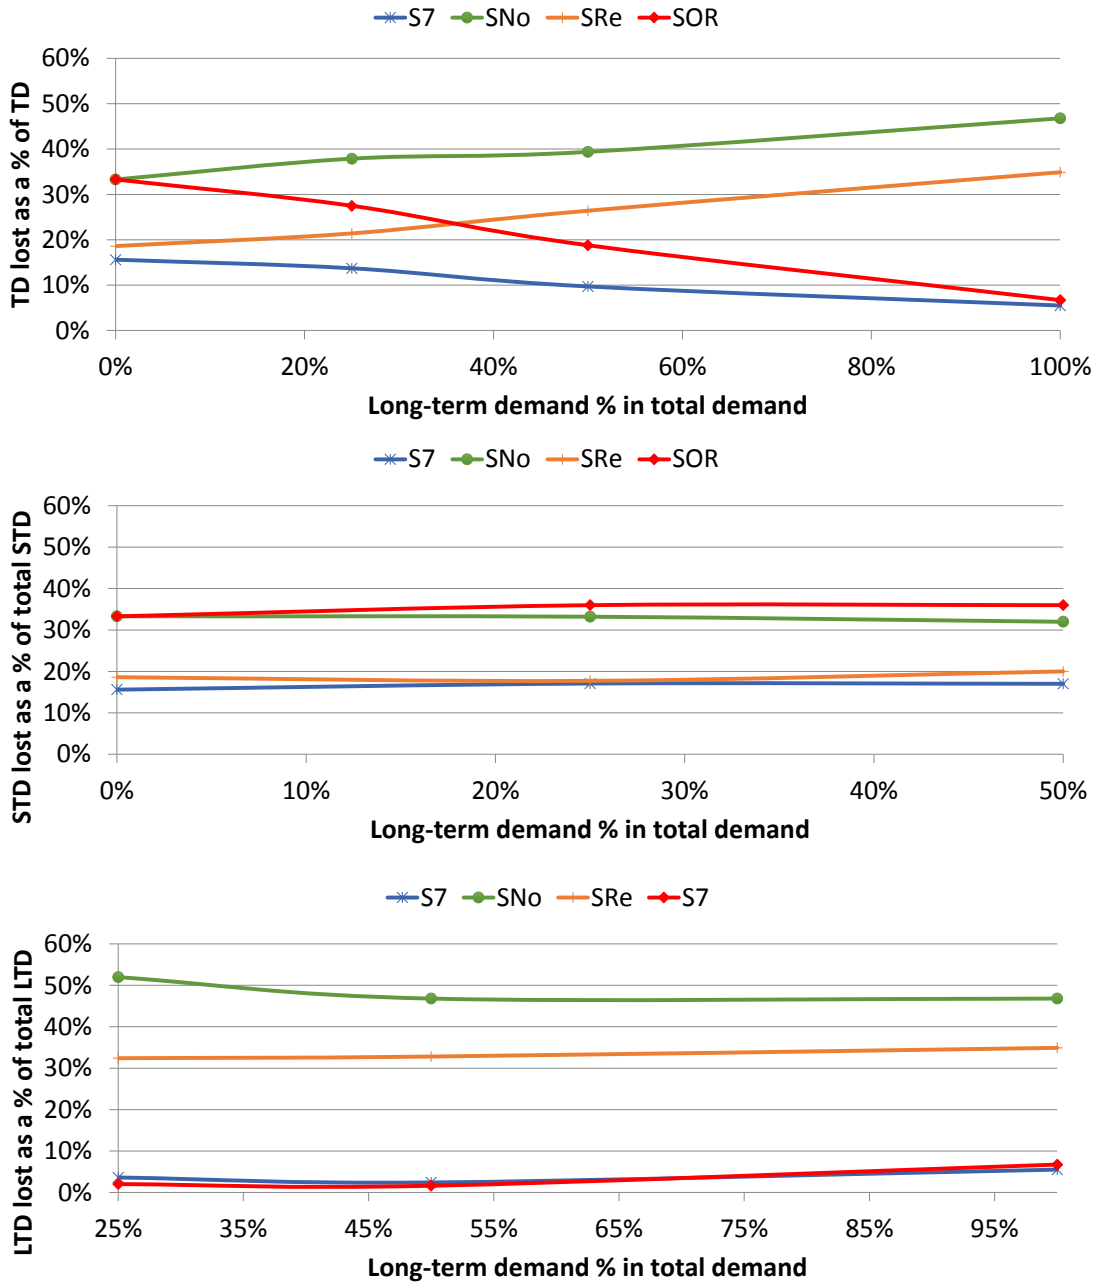 S7 SNo SRe SOR
TD lost as a % of TD
60%
50%
40%
30%
20%
10%
0%
0% 20% 40% 60% 80% 100%
Long-term demand % in total demand
S7 SNo SRe SOR
STD lost as a % of total STD
60%
50%
40%
30%
20%
10%
0%
0% 10% 20% 30% 40% 50%
Long-term demand % in total demand
S7 SNo SRe S7
LTD lost as a % of total LTD
60%
50%
40%
30%
20%
10%
0%
25% 35% 45% 55% 65% 75% 85% 95%
Long-term demand % in total demand